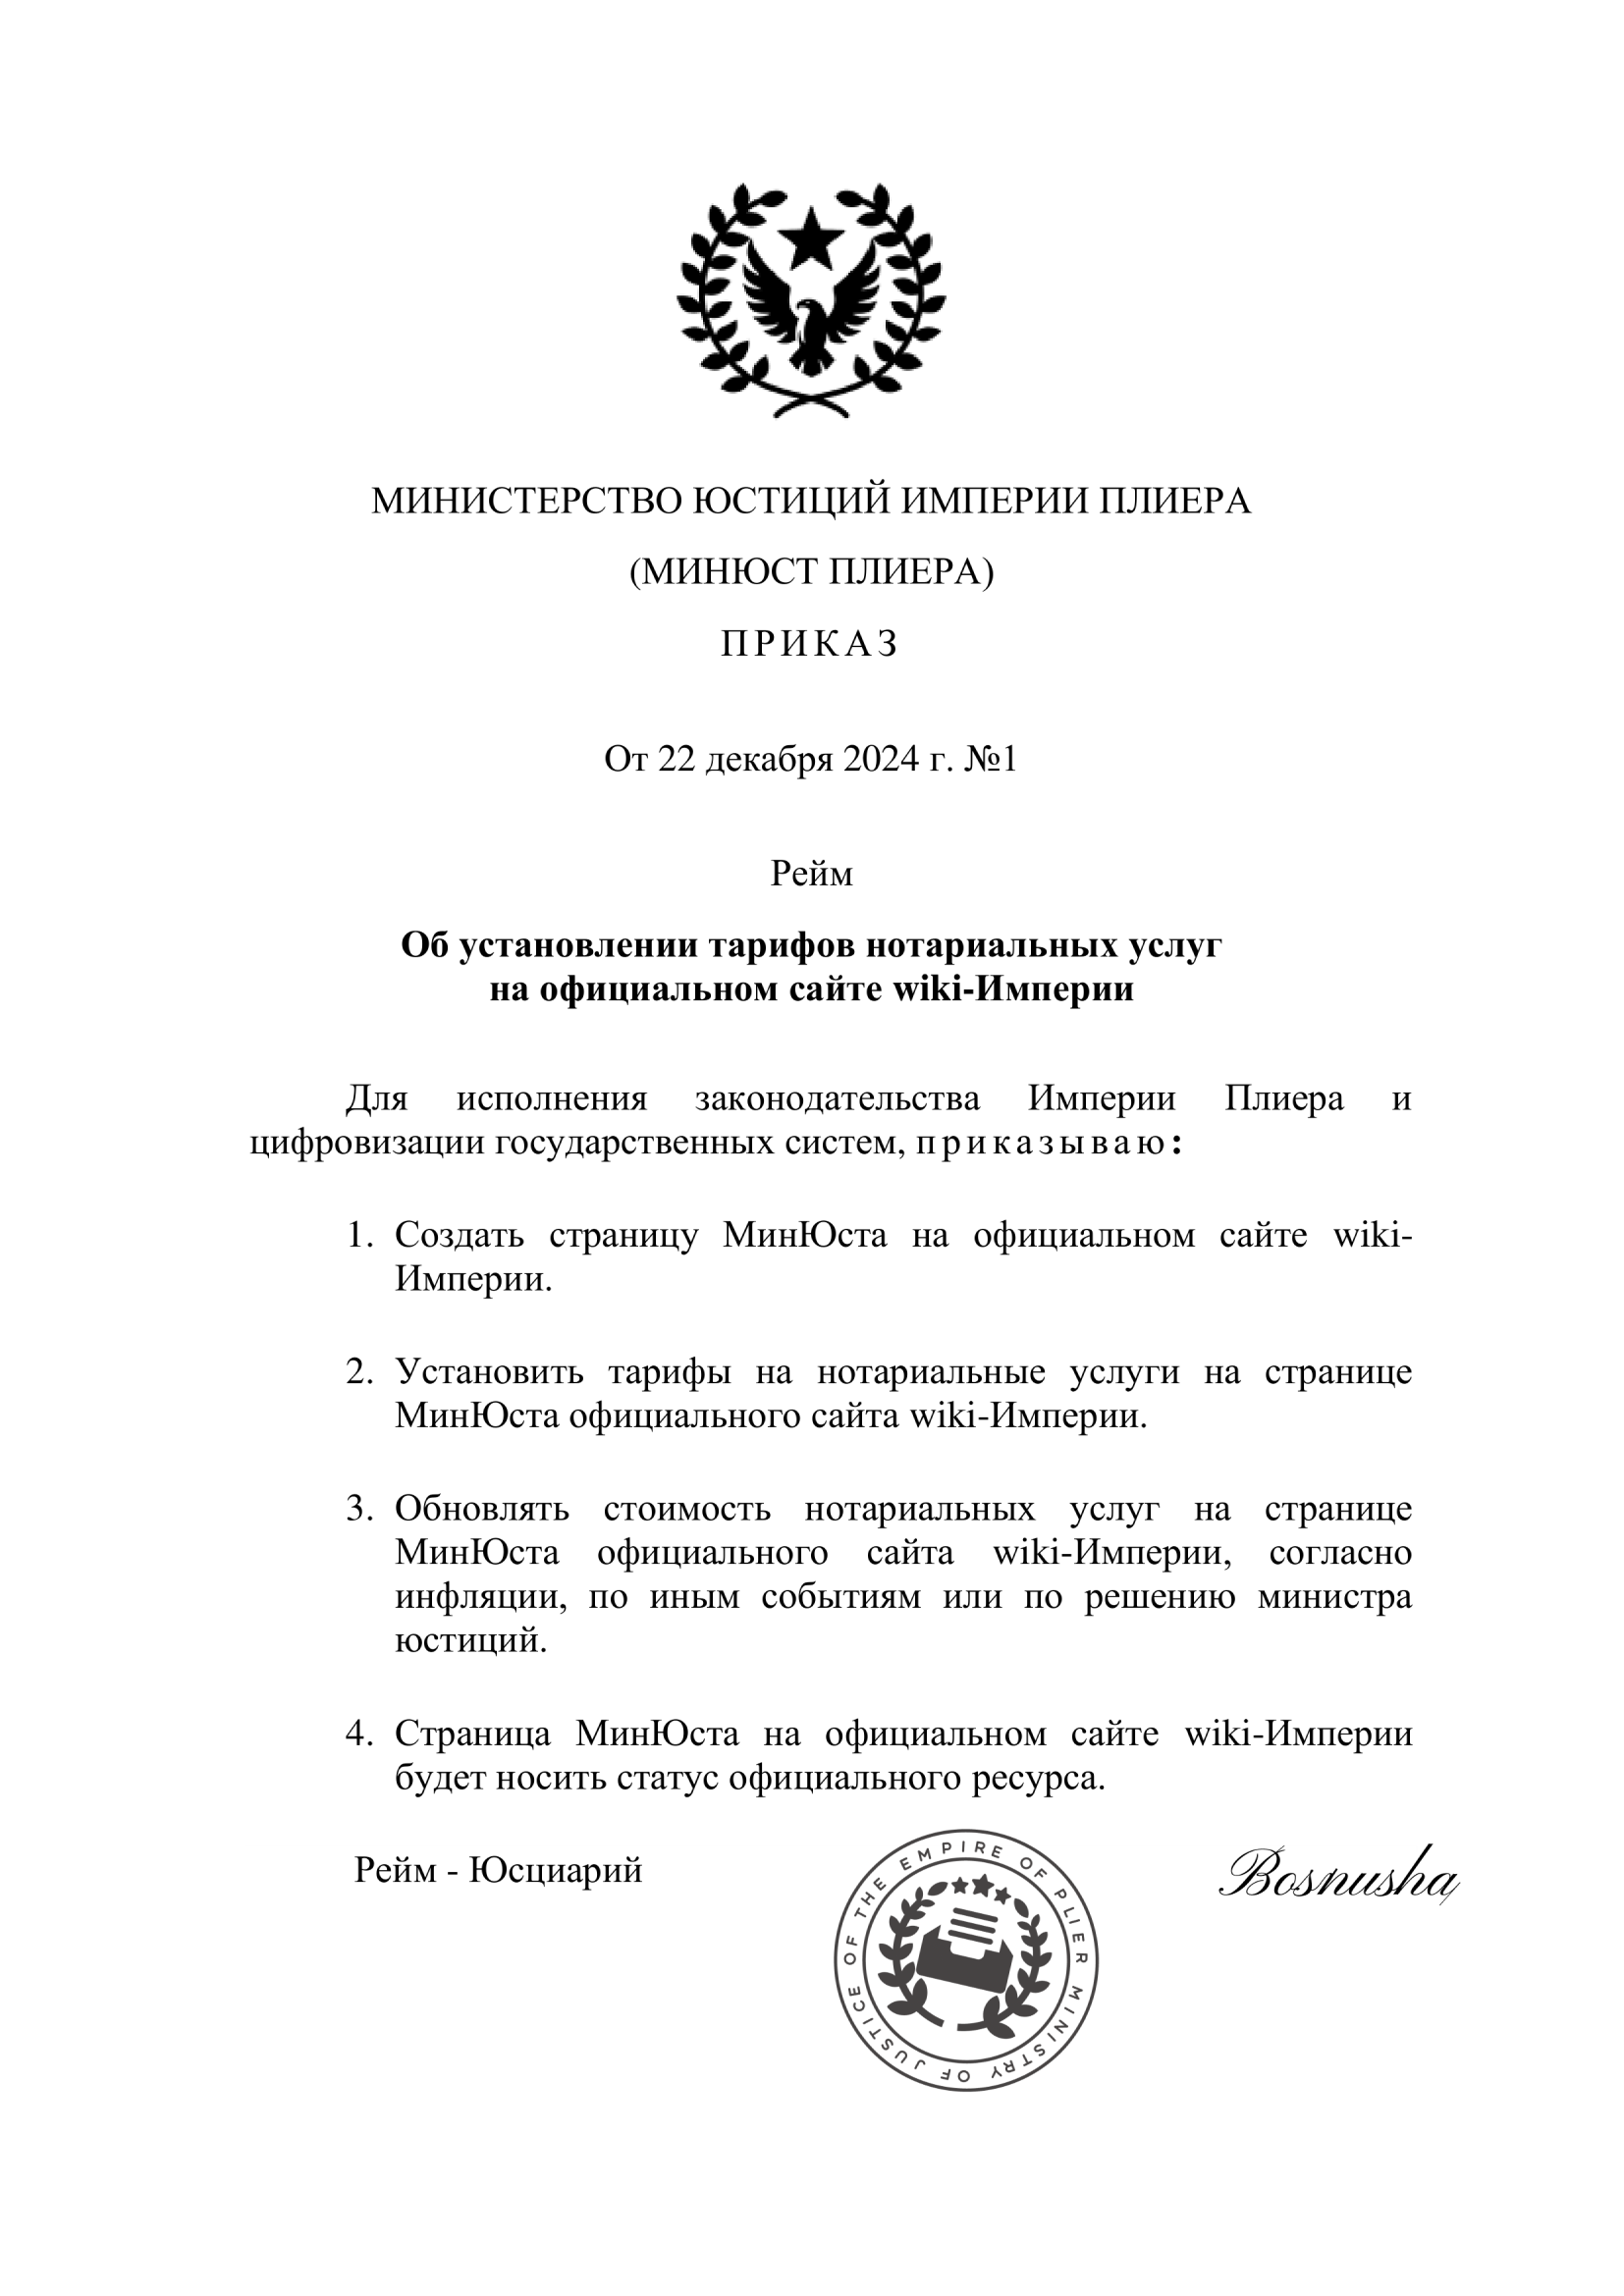 МИНИСТЕРСТВО ЮСТИЦИЙ ИМПЕРИИ ПЛИЕРА
(МИНЮСТ ПЛИЕРА)
ПРИКАЗ
От 22 декабря 2024 г. №1
Рейм
Об установлении тарифов нотариальных услуг
на официальном сайте wiki-Империи
Для исполнения законодательства Империи Плиера и
цифровизации государственных систем, приказываю:
1. Создать страницу МинЮста на официальном сайте wiki-
Империи.
2. Установить тарифы на нотариальные услуги на странице
МинЮста официального сайта wiki-Империи.
3. Обновлять стоимость нотариальных услуг на странице
МинЮста официального сайта wiki-Империи, согласно
инфляции, по иным событиям или по решению министра
юстиций.
4. Страница МинЮста на официальном сайте wiki-Империи
будет носить статус официального ресурса.
Рейм - Юсциарий
MINISTRY OF JUSTICE OF THE EMPIRE OF PLIER
Bosnusha